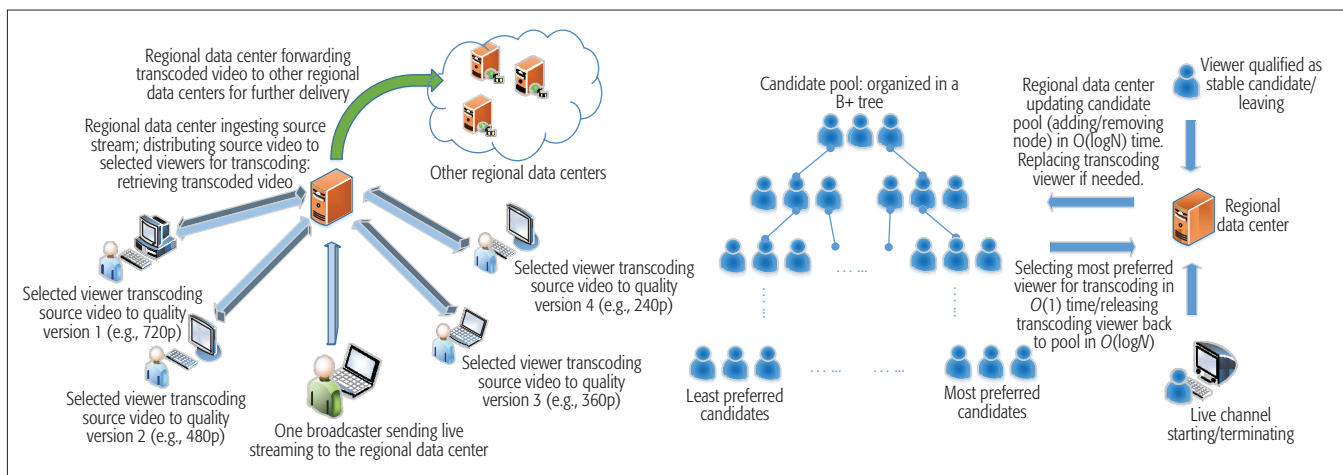 Regional data center forwarding
transcoded video to other regional
data centers for further delivery
Regional data center ingesting source
stream; distributing source video to
selected viewers for transcoding:
retrieving transcoded video
Other regional data centers
Selected viewer transcoding
source video to quality
version 1 (e.g., 720p)
Selected viewer transcoding
source video to quality
version 2 (e.g., 480p)
One broadcaster sending live
streaming to the regional data center
Selected viewer transcoding
source video to quality
version 3 (e.g., 360p)
Selected viewer transcoding
source video to quality
version 4 (e.g., 240p)
Candidate pool: organized in a
B+ tree
... ...
... ... ... ...
Least preferred
candidates
Most preferred
candidates
Regional data center
updating candidate
pool (adding/removing
node) in O(logN) time.
Replacing transcoding
viewer if needed.
Viewer qualified as
stable candidate/
leaving
Regional
data center
Selecting most preferred
viewer for transcoding in
O(1) time/releasing
transcoding viewer back
to pool in O(logN)
Live channel
starting/terminating